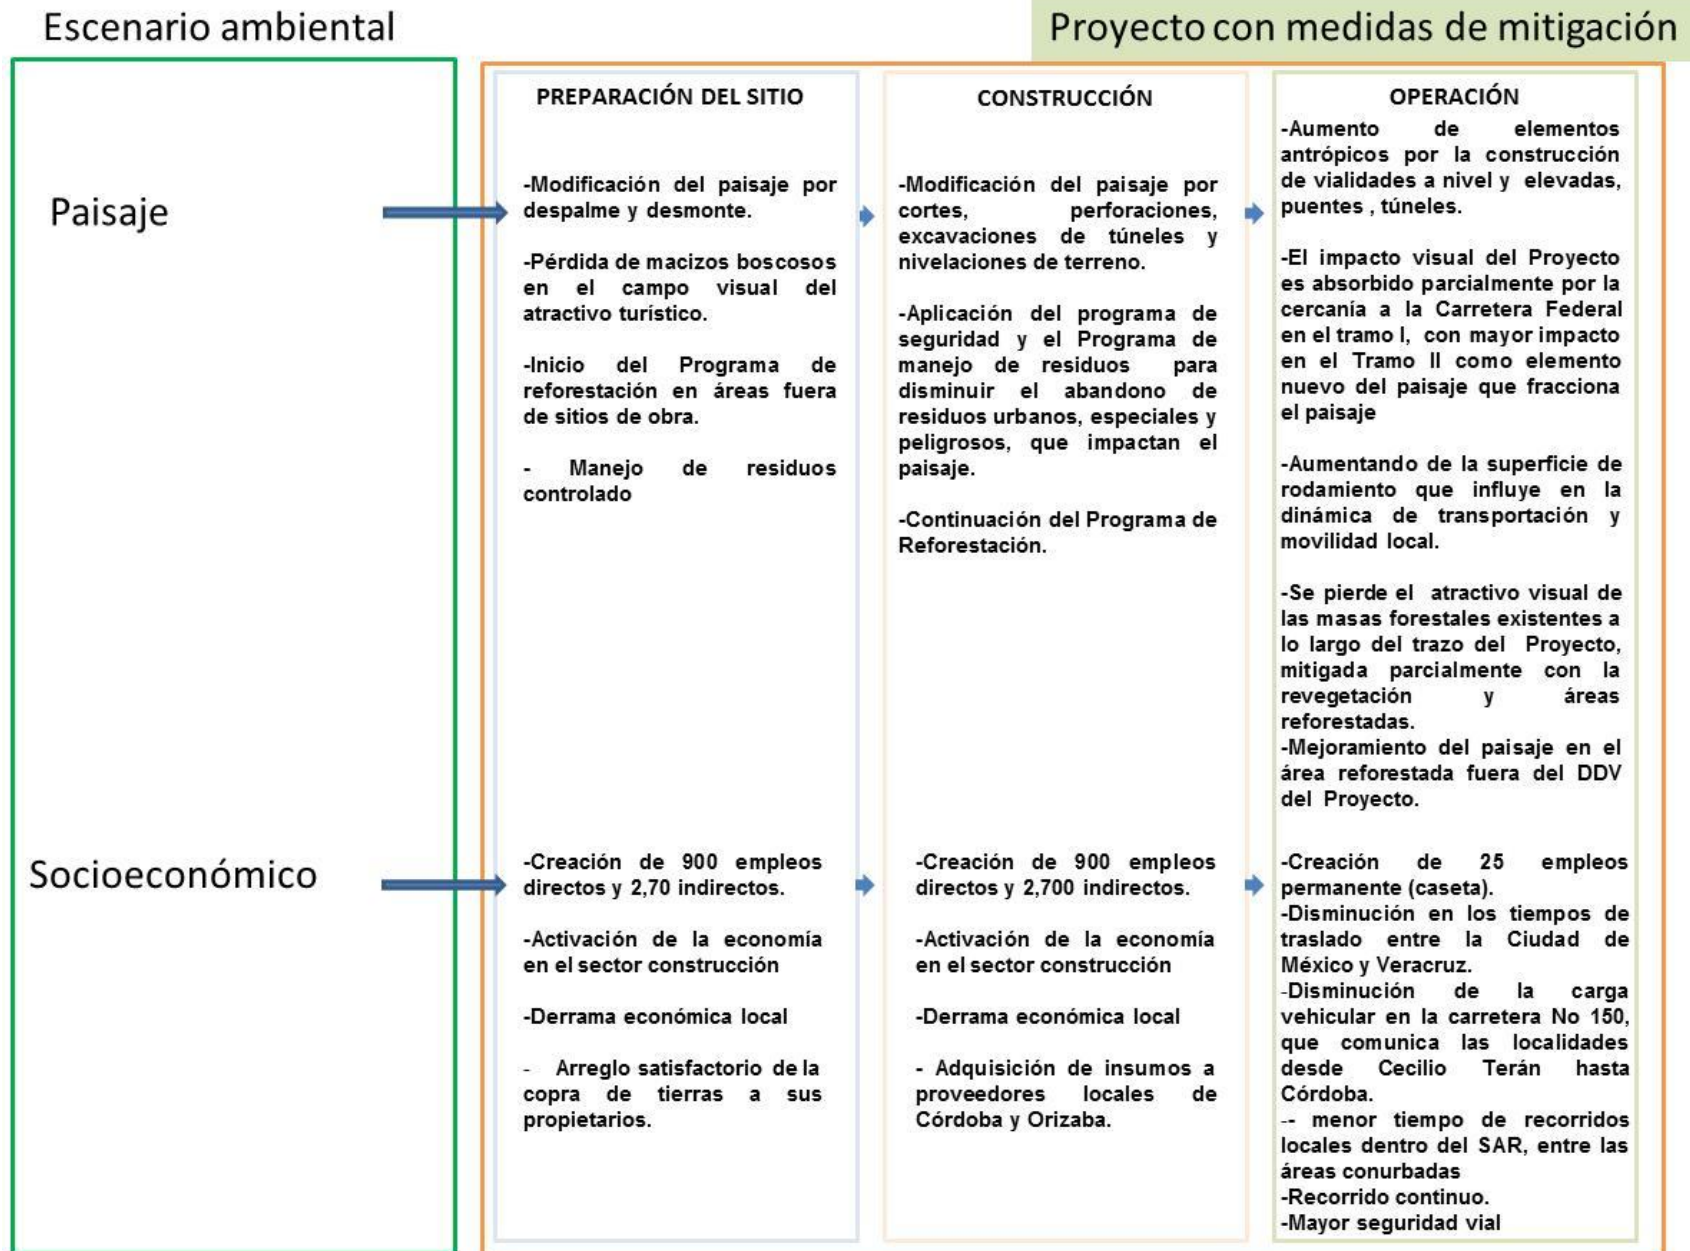 Escenario ambiental
Proyecto con medidas de mitigación
Paisaje
PREPARACIÓN DEL SITIO
-Modificación del paisaje por
despalme y desmonte.
-Pérdida de macizos boscosos
en el campo visual del
atractivo turístico.
-Inicio del Programa de
reforestación en áreas fuera
de sitios de obra.
- Manejo de residuos
controlado
CONSTRUCCIÓN
-Modificación del paisaje por
cortes, perforaciones,
excavaciones de túneles y
nivelaciones de terreno.
-Aplicación del programa de
seguridad y el Programa de
manejo de residuos para
disminuir el abandono de
residuos urbanos, especiales y
peligrosos, que impactan el
paisaje.
-Continuación del Programa de
Reforestación.
OPERACIÓN
-Aumento de elementos
antrópicos por la construcción
de vialidades a nivel y elevadas,
puentes , túneles.
-El impacto visual del Proyecto
es absorbido parcialmente por la
cercanía a la Carretera Federal
en el tramo I, con mayor impacto
en el Tramo II como elemento
nuevo del paisaje que fracciona
el paisaje
-Aumentando de la superficie de
rodamiento que influye en la
dinámica de transportación y
movilidad local.
-Se pierde el atractivo visual de
las masas forestales existentes a
lo largo del trazo del Proyecto,
mitigada parcialmente con la
revegetación y áreas
reforestadas.
-Mejoramiento del paisaje en el
área reforestada fuera del DDV
del Proyecto.
Socioeconómico
-Creación de 900 empleos
directos y 2,70 indirectos.
-Activación de la economía
en el sector construcción
-Derrama económica local
- Arreglo satisfactorio de la
copra de tierras a sus
propietarios.
-Creación de 900 empleos
directos y 2,700 indirectos.
-Activación de la economía
en el sector construcción
-Derrama económica local
- Adquisición de insumos a
proveedores locales de
Córdoba y Orizaba.
-Creación de 25 empleos
permanente (caseta).
-Disminución en los tiempos de
traslado entre la Ciudad de
México y Veracruz.
-Disminución de la carga
vehicular en la carretera No 150,
que comunica las localidades
desde Cecilio Terán hasta
Córdoba.
-- menor tiempo de recorridos
locales dentro del SAR, entre las
áreas conurbadas
-Recorrido continuo.
-Mayor seguridad vial